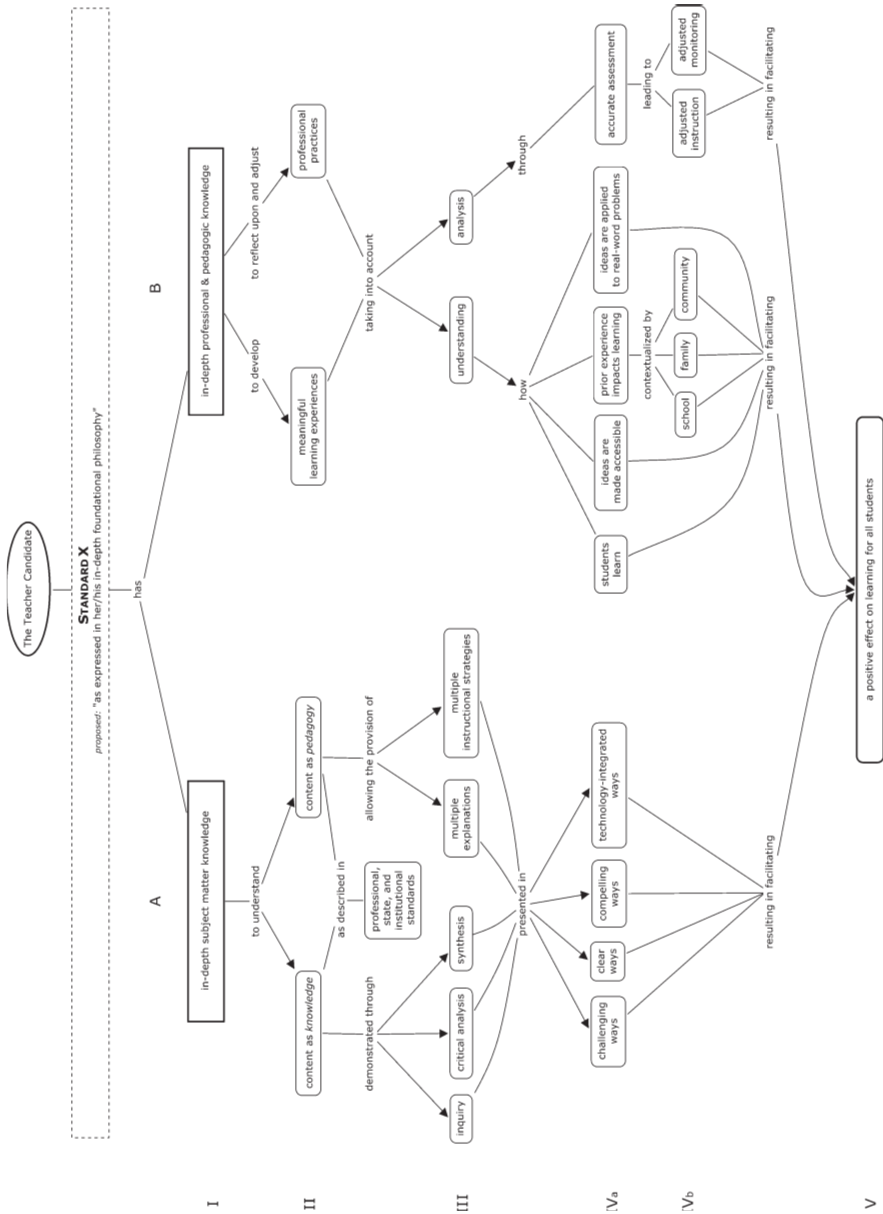 The Teacher Candidate
STANDARD X
proposed: "as expressed in her/his in-depth foundational philosophy"
has
A
B
I
in-depth subject matter knowledge
in-depth professional & pedagogic knowledge
to understand
to develop
to reflect upon and adjust
II
content as knowledge
content as pedagogy
meaningful
learning experiences
professional
practices
as described in
professional,
state, and
institutional
standards
demonstrated through
allowing the provision of
taking into account
III
inquiry
critical analysis
synthesis
multiple
explanations
multiple
instructional strategies
understanding
analysis
presented in
how
through
IVa
challenging
ways
clear
ways
compelling
ways
technology-integrated
ways
students
learn
ideas are
made accessible
prior experience
impacts learning
ideas are applied
to real-word problems
accurate assessment
contextualized by
leading to
IVb
school
family
community
adjusted
instruction
adjusted
monitoring
resulting in facilitating
resulting in facilitating
resulting in facilitating
V
a positive effect on learning for all students